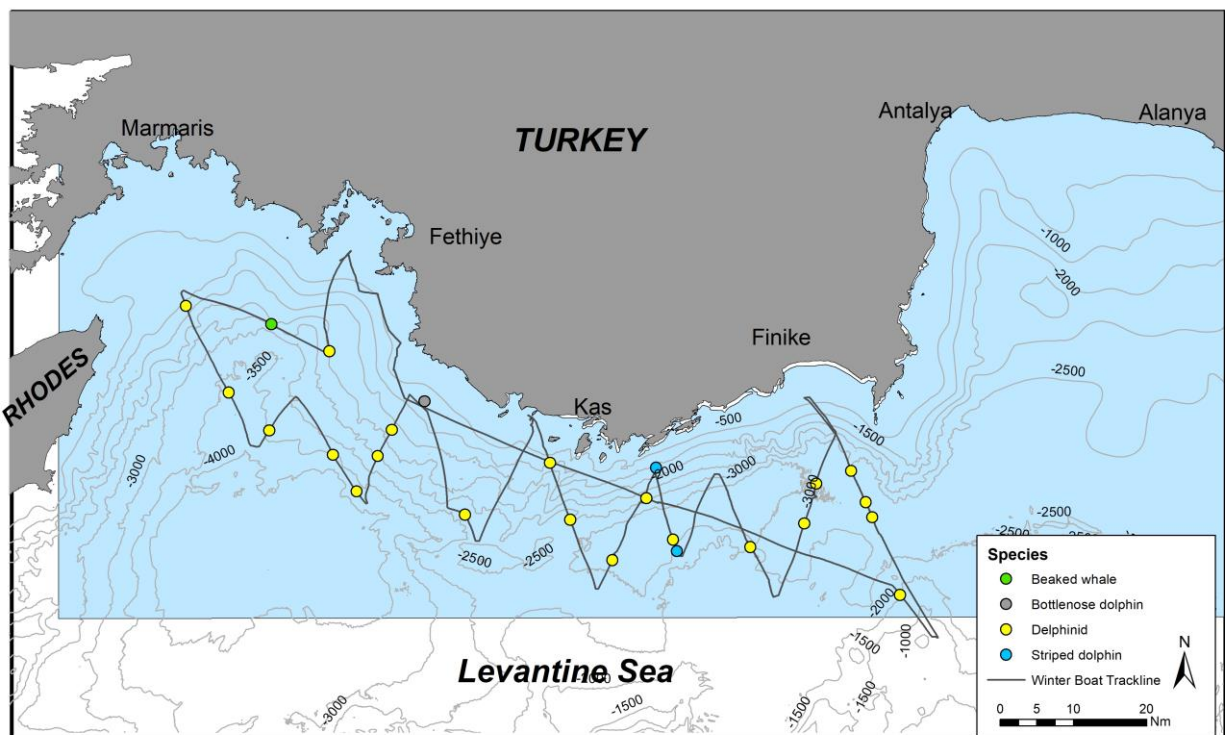 Marmaris
TURKEY
Antalya
Alanya
Fethiye
-1000
-2000
RHODES
-3500
Finike
-2500
Kas
-500
-1500
-4000
-3000
-2000
-3000
-3000
-2500
-2500
-2500
-2500
-2000
-1500
-1000
Levantine Sea
-3000
-1500
-1500
-1500
Species
Beaked whale
Bottlenose dolphin
Delphinid
Striped dolphin
Winter Boat Trackline
N
0 5 10 20
Nm